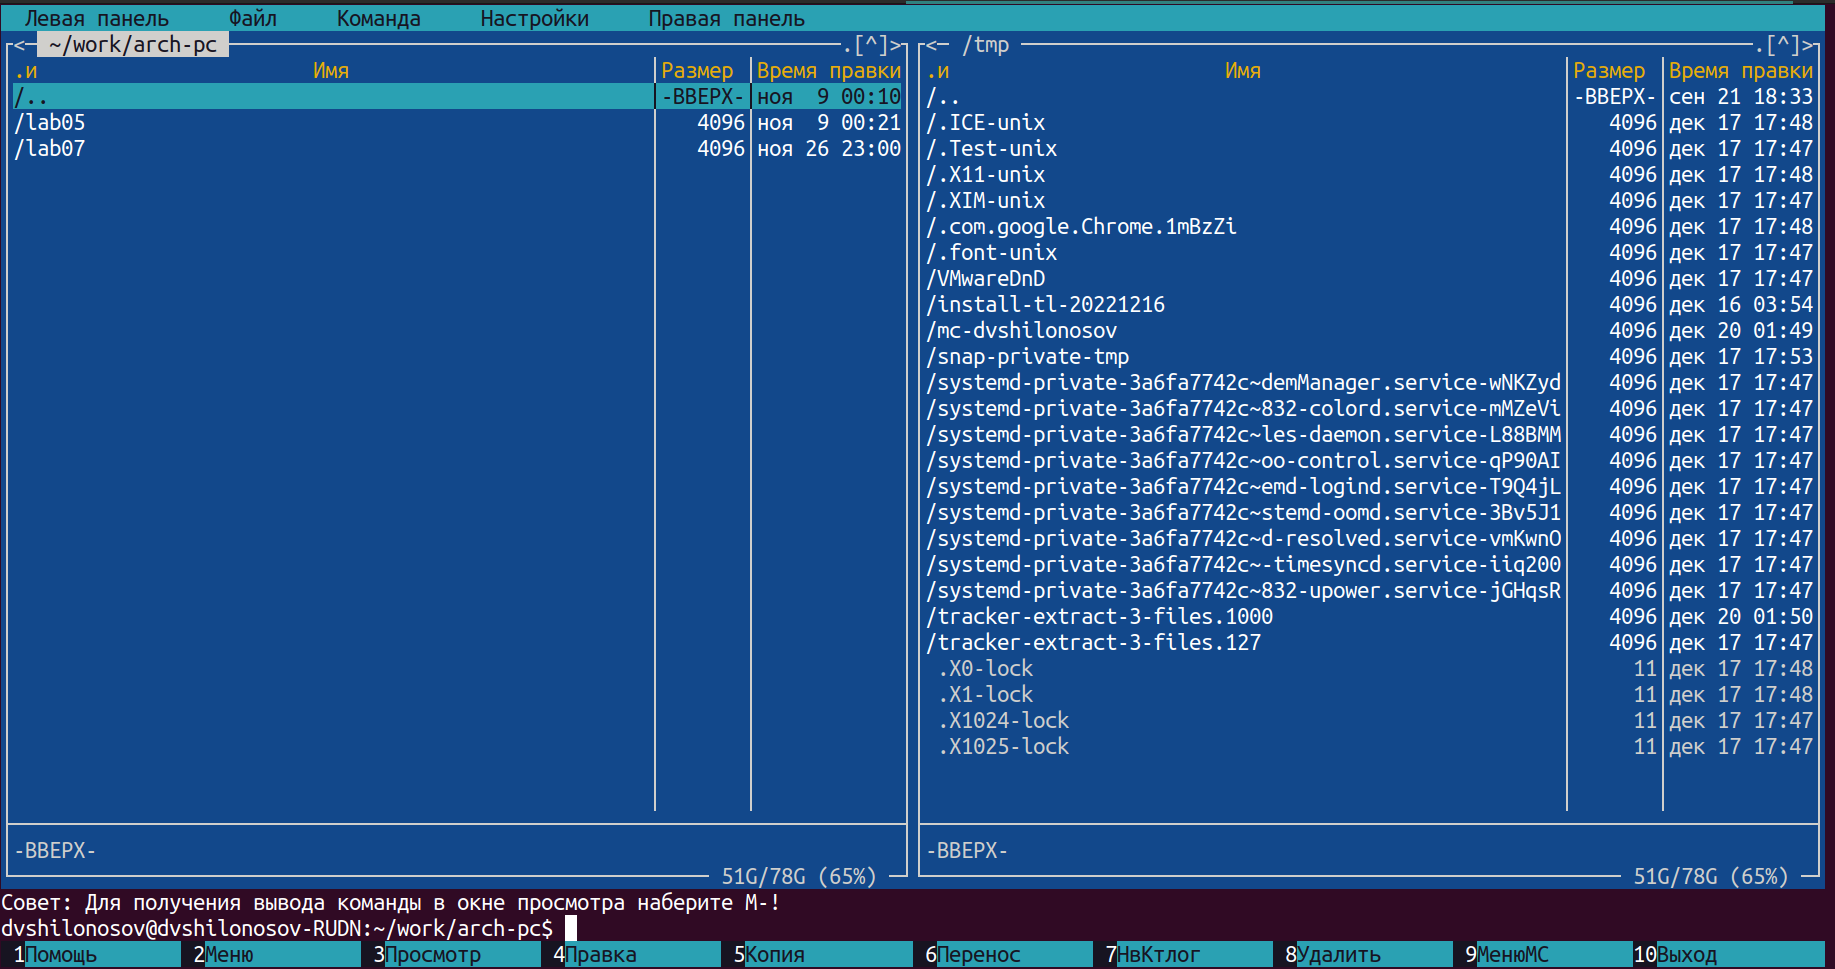 Левая панель Файл Команда Настройки Правая панель
<- ~/work/arch-pc .[^]>
.и Имя Размер Время правки
/.. -ВВЕРХ- ноя 9 00:10
/lab05 4096 ноя 9 00:21
/lab07 4096 ноя 26 23:00
-ВВЕРХ-
51G/78G (65%)
<- /tmp .[^]>
.и Имя Размер Время правки
/.. -ВВЕРХ- сен 21 18:33
/.ICE-unix 4096 дек 17 17:48
/.Test-unix 4096 дек 17 17:47
/.X11-unix 4096 дек 17 17:48
/.XIM-unix 4096 дек 17 17:47
/.com.google.Chrome.1mBzZi 4096 дек 17 17:48
/.font-unix 4096 дек 17 17:47
/VMwareDnD 4096 дек 17 17:47
/install-tl-20221216 4096 дек 16 03:54
/mc-dvshilonosov 4096 дек 20 01:49
/snap-private-tmp 4096 дек 17 17:53
/systemd-private-3a6fa7742c~demManager.service-wNKZyd 4096 дек 17 17:47
/systemd-private-3a6fa7742c~832-colord.service-mMZeVi 4096 дек 17 17:47
/systemd-private-3a6fa7742c~les-daemon.service-L88BMM 4096 дек 17 17:47
/systemd-private-3a6fa7742c~oo-control.service-qP90AI 4096 дек 17 17:47
/systemd-private-3a6fa7742c~emd-logind.service-T9Q4jL 4096 дек 17 17:47
/systemd-private-3a6fa7742c~stemd-oomd.service-3Bv5J1 4096 дек 17 17:47
/systemd-private-3a6fa7742c~d-resolved.service-vmKwnO 4096 дек 17 17:47
/systemd-private-3a6fa7742c~-timesyncd.service-iiq200 4096 дек 17 17:47
/systemd-private-3a6fa7742c~832-upower.service-jGHqsR 4096 дек 17 17:47
/tracker-extract-3-files.1000 4096 дек 20 01:50
/tracker-extract-3-files.127 4096 дек 17 17:47
.X0-lock 11 дек 17 17:48
.X1-lock 11 дек 17 17:48
.X1024-lock 11 дек 17 17:47
.X1025-lock 11 дек 17 17:47
-ВВЕРХ-
51G/78G (65%)
Совет: Для получения вывода команды в окне просмотра наберите M-!
dvshilonosov@dvshilonosov-RUDN:~/work/arch-pc$
1Помощь 2Меню 3Просмотр 4Правка 5Копия 6Перенос 7НвКтлог 8Удалить 9МенюMC 10Выход